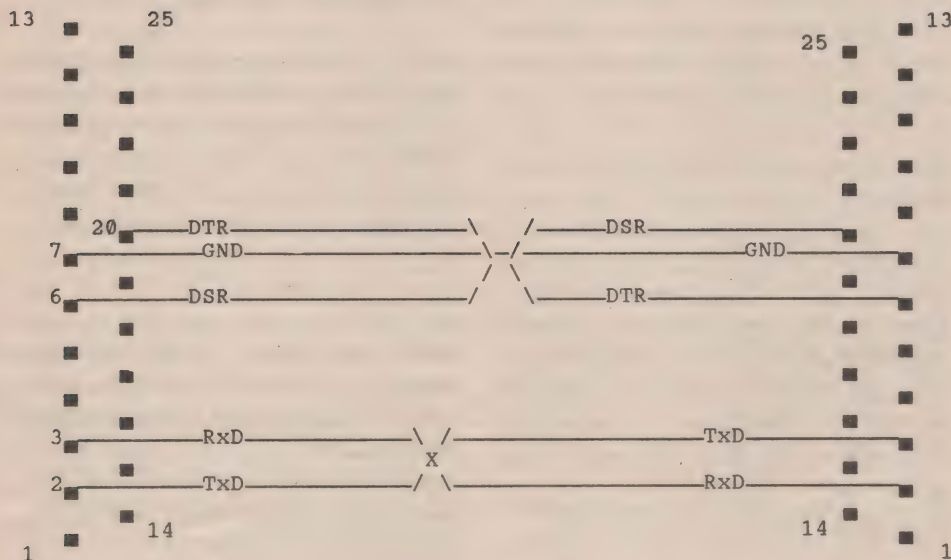 13 25 13
25
20 DTR DSR
7 GND GND
6 DSR DTR
3 RxD TxD
X
2 TxD RxD
14 14
1 1